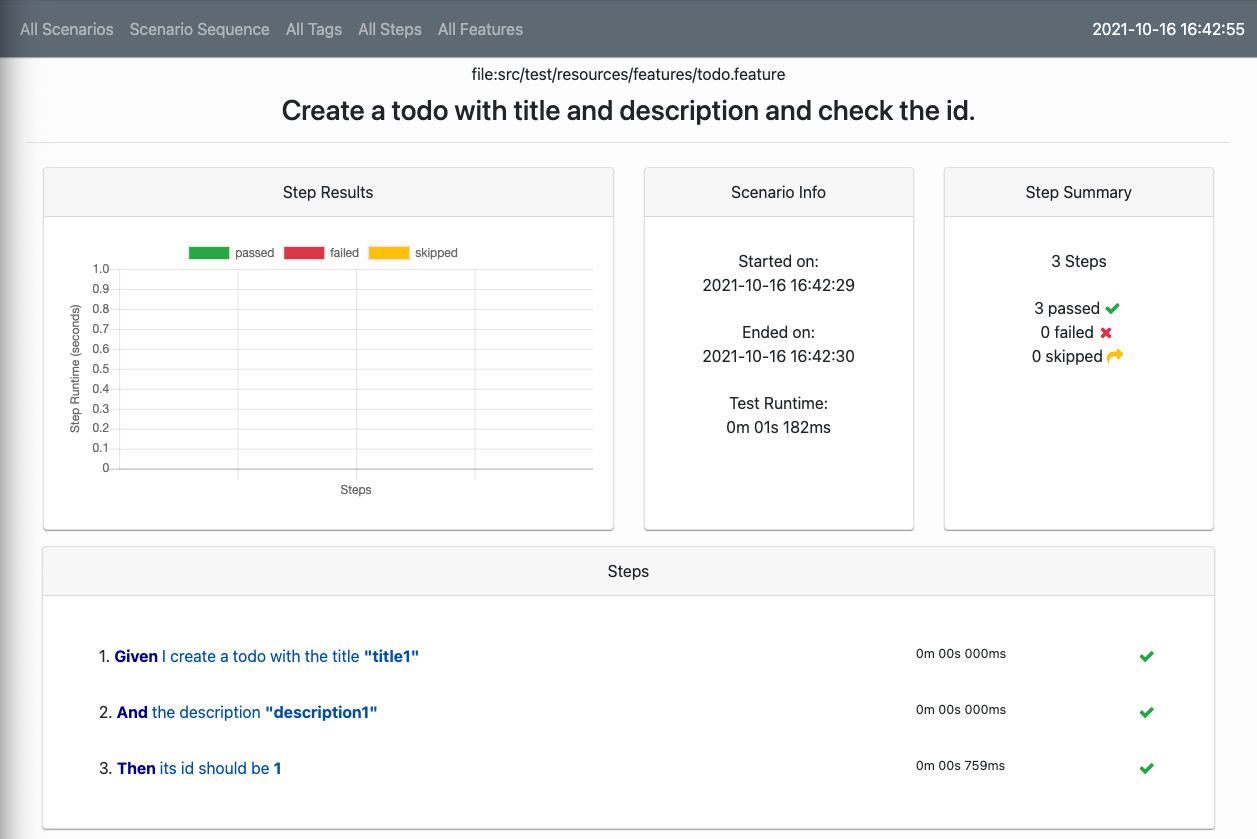 All Scenarios Scenario Sequence All Tags All Steps All Features 2021-10-16 16:42:55
file:src/test/resources/features/todo.feature
Create a todo with title and description and check the id.
Step Results
passed failed skipped
1.0
0.9
0.8
0.7
0.6
0.5
0.4
0.3
0.2
0.1
0
Step Runtime (seconds)
Steps
Scenario Info
Started on:
2021-10-16 16:42:29
Ended on:
2021-10-16 16:42:30
Test Runtime:
0m 01s 182ms
Step Summary
3 Steps
3 passed
0 failed
0 skipped
Steps
1. Given I create a todo with the title "title1" 0m 00s 000ms
2. And the description "description1" 0m 00s 000ms
3. Then its id should be 1 0m 00s 759ms